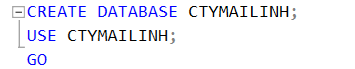 CREATE DATABASE CTYMAILINH;
USE CTYMAILINH;
GO